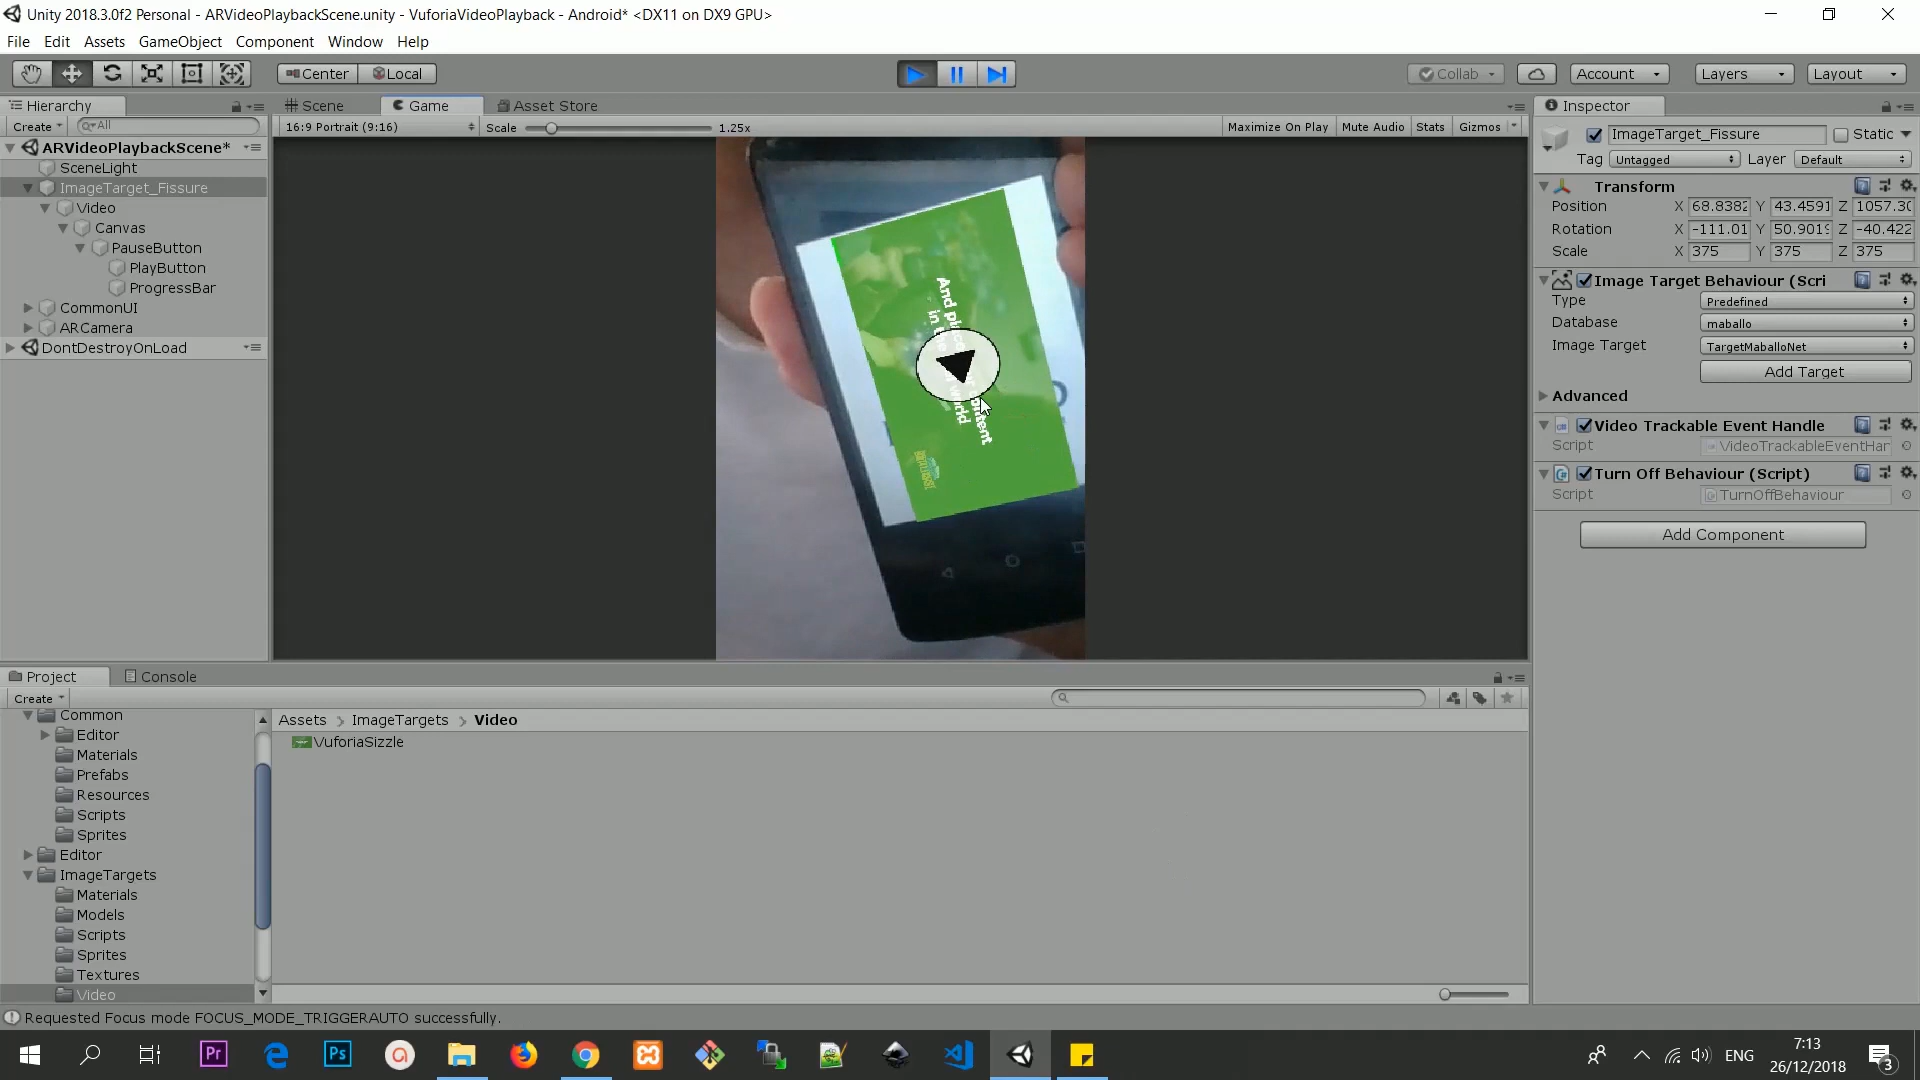 Unity 2018.3.0f2 Personal - ARVideoPlaybackScene.unity - VuforiaVideoPlayback - Android* <DX11 on DX9 GPU>
File Edit Assets GameObject Component Window Help
Center Local Collab Account Layers Layout
Hierarchy
Create All
ARVideoPlaybackScene*
SceneLight
ImageTarget_Fissure
Video
Canvas
PauseButton
PlayButton
ProgressBar
CommonUI
ARCamera
DontDestroyOnLoad
Scene Game Asset Store
16:9 Portrait (9:16) Scale 1.25x Maximize On Play Mute Audio Stats Gizmos
And
in the
Inspector
ImageTarget_Fissure Static
Tag Untagged Layer Default
Transform
Position X 68.8382 Y 43.4591 Z 1057.30
Rotation X -111.01 Y 50.9019 Z -40.422
Scale X 375 Y 375 Z 375
Image Target Behaviour (Scri
Type Predefined
Database maballo
Image Target TargetMaballoNet
Add Target
Advanced
Video Trackable Event Handle
Script VideoTrackableEventHar
Turn Off Behaviour (Script)
Script TurnOffBehaviour
Add Component
Project Console
Create
Common
Editor
Materials
Prefabs
Resources
Scripts
Sprites
Editor
ImageTargets
Materials
Models
Scripts
Sprites
Textures
Video
Assets > ImageTargets > Video
VuforiaSizzle
Requested Focus mode FOCUS_MODE_TRIGGERAUTO successfully.
Pr Ps ENG
7:13
26/12/2018
3